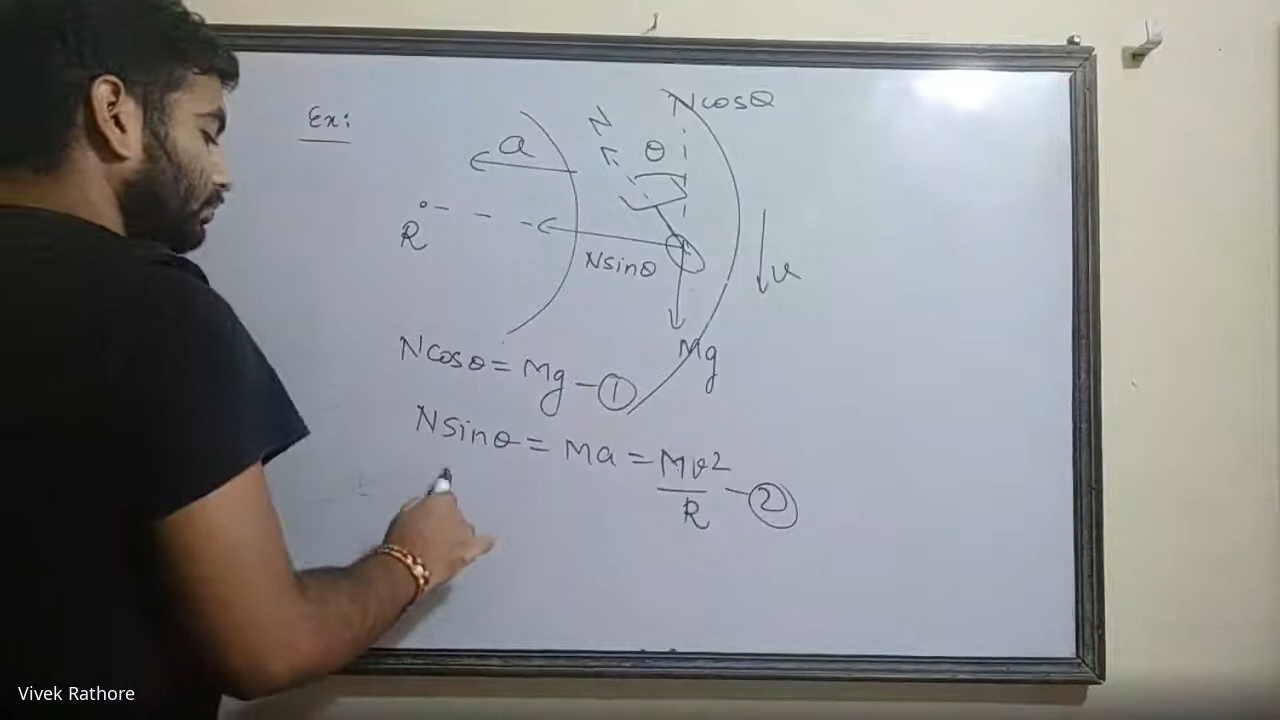 Ex:
Ncosθ
N
θ
a
R
Nsinθ
v
Mg
Ncosθ = Mg - ①
Nsinθ = Ma = Mv²/R - ②
Vivek Rathore